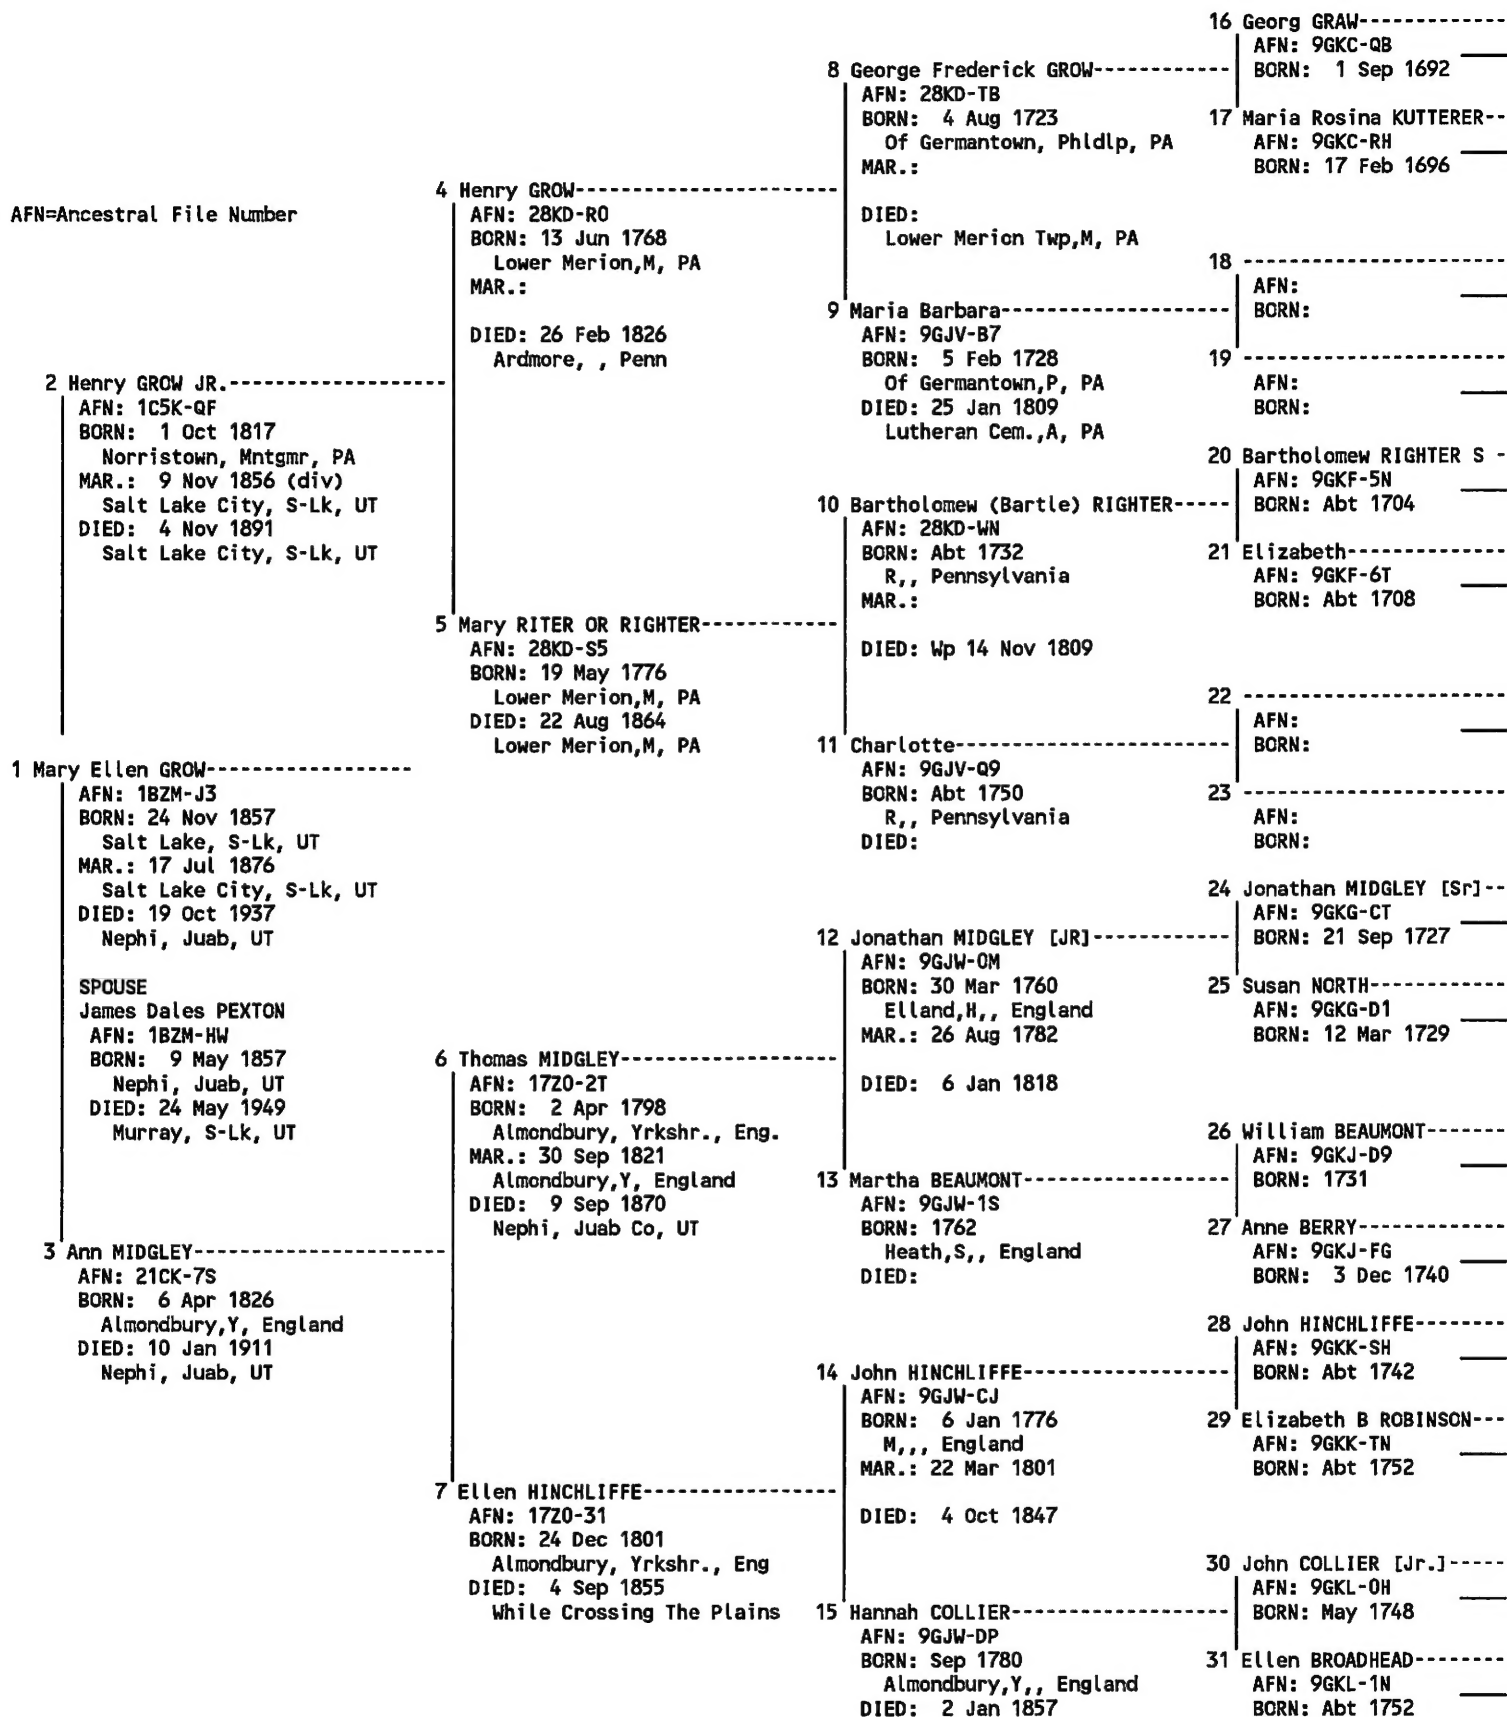 AFN=Ancestral File Number
1 Mary Ellen GROW
AFN: 1BZM-J3
BORN: 24 Nov 1857
Salt Lake, S-Lk, UT
MAR.: 17 Jul 1876
Salt Lake City, S-Lk, UT
DIED: 19 Oct 1937
Nephi, Juab, UT
SPOUSE
James Dales PEXTON
AFN: 1BZM-HW
BORN: 9 May 1857
Nephi, Juab, UT
DIED: 24 May 1949
Murray, S-Lk, UT
2 Henry GROW JR.
AFN: 1C5K-QF
BORN: 1 Oct 1817
Norristown, Mntgmr, PA
MAR.: 9 Nov 1856 (div)
Salt Lake City, S-Lk, UT
DIED: 4 Nov 1891
Salt Lake City, S-Lk, UT
3 Ann MIDGLEY
AFN: 21CK-7S
BORN: 6 Apr 1826
Almondbury,Y, England
DIED: 10 Jan 1911
Nephi, Juab, UT
4 Henry GROW
AFN: 28KD-R0
BORN: 13 Jun 1768
Lower Merion,M, PA
MAR.:
DIED: 26 Feb 1826
Ardmore, , Penn
5 Mary RITER OR RIGHTER
AFN: 28KD-S5
BORN: 19 May 1776
Lower Merion,M, PA
DIED: 22 Aug 1864
Lower Merion,M, PA
6 Thomas MIDGLEY
AFN: 17Z0-2T
BORN: 2 Apr 1798
Almondbury, Yrkshr., Eng.
MAR.: 30 Sep 1821
Almondbury,Y, England
DIED: 9 Sep 1870
Nephi, Juab Co, UT
7 Ellen HINCHLIFFE
AFN: 17Z0-31
BORN: 24 Dec 1801
Almondbury, Yrkshr., Eng
DIED: 4 Sep 1855
While Crossing The Plains
8 George Frederick GROW
AFN: 28KD-TB
BORN: 4 Aug 1723
Of Germantown, Phldlp, PA
MAR.:
DIED:
Lower Merion Twp,M, PA
9 Maria Barbara
AFN: 9GJV-B7
BORN: 5 Feb 1728
Of Germantown,P, PA
DIED: 25 Jan 1809
Lutheran Cem.,A, PA
10 Bartholomew (Bartle) RIGHTER
AFN: 28KD-WN
BORN: Abt 1732
R,, Pennsylvania
MAR.:
DIED: Wp 14 Nov 1809
11 Charlotte
AFN: 9GJV-Q9
BORN: Abt 1750
R,, Pennsylvania
DIED:
12 Jonathan MIDGLEY [JR]
AFN: 9GJW-0M
BORN: 30 Mar 1760
Elland,H,, England
MAR.: 26 Aug 1782
DIED: 6 Jan 1818
13 Martha BEAUMONT
AFN: 9GJW-1S
BORN: 1762
Heath,S,, England
DIED:
14 John HINCHLIFFE
AFN: 9GJW-CJ
BORN: 6 Jan 1776
M,,, England
MAR.: 22 Mar 1801
DIED: 4 Oct 1847
15 Hannah COLLIER
AFN: 9GJW-DP
BORN: Sep 1780
Almondbury,Y,, England
DIED: 2 Jan 1857
16 Georg GRAW
AFN: 9GKC-QB
BORN: 1 Sep 1692
17 Maria Rosina KUTTERER
AFN: 9GKC-RH
BORN: 17 Feb 1696
18
AFN:
BORN:
19
AFN:
BORN:
20 Bartholomew RIGHTER S
AFN: 9GKF-5N
BORN: Abt 1704
21 Elizabeth
AFN: 9GKF-6T
BORN: Abt 1708
22
AFN:
BORN:
23
AFN:
BORN:
24 Jonathan MIDGLEY [Sr]
AFN: 9GKG-CT
BORN: 21 Sep 1727
25 Susan NORTH
AFN: 9GKG-D1
BORN: 12 Mar 1729
26 William BEAUMONT
AFN: 9GKJ-D9
BORN: 1731
27 Anne BERRY
AFN: 9GKJ-FG
BORN: 3 Dec 1740
28 John HINCHLIFFE
AFN: 9GKK-SH
BORN: Abt 1742
29 Elizabeth B ROBINSON
AFN: 9GKK-TN
BORN: Abt 1752
30 John COLLIER [Jr.]
AFN: 9GKL-0H
BORN: May 1748
31 Ellen BROADHEAD
AFN: 9GKL-1N
BORN: Abt 1752